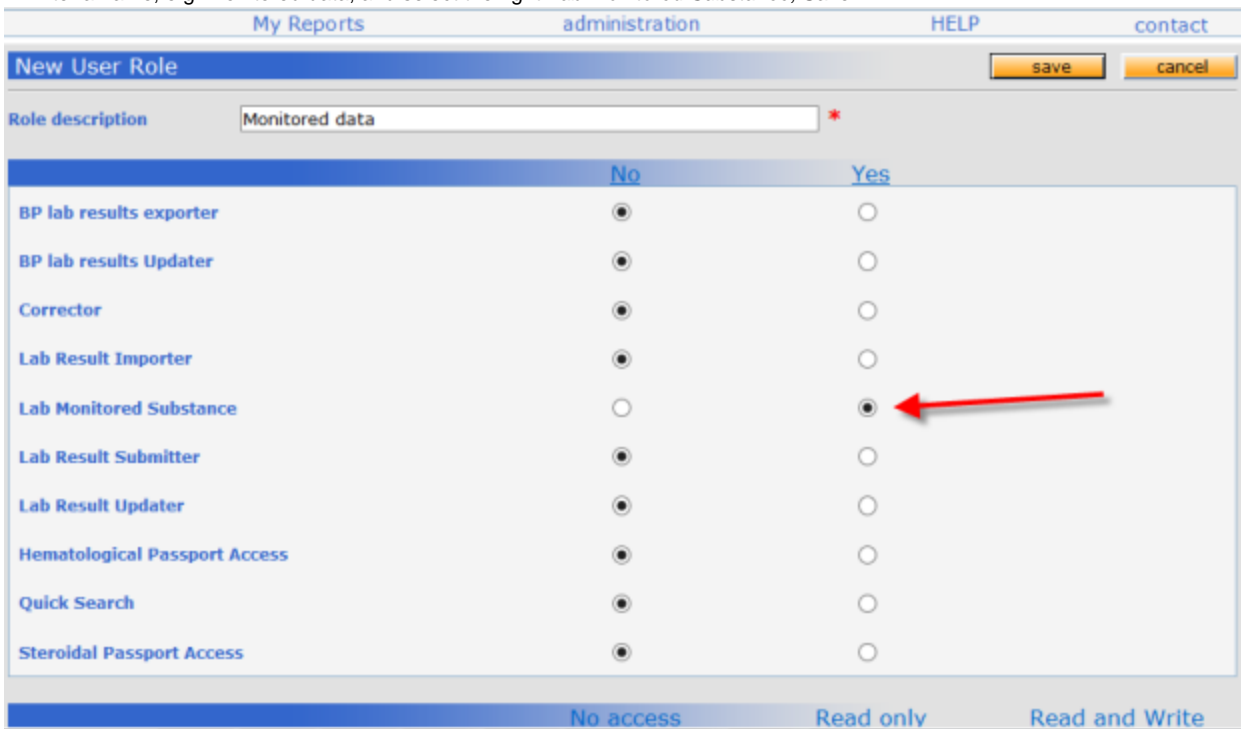 My Reports administration HELP contact
New User Role save cancel
Role description Monitored data *
No Yes
BP lab results exporter
BP lab results Updater
Corrector
Lab Result Importer
Lab Monitored Substance
Lab Result Submitter
Lab Result Updater
Hematological Passport Access
Quick Search
Steroidal Passport Access
No access Read only Read and Write